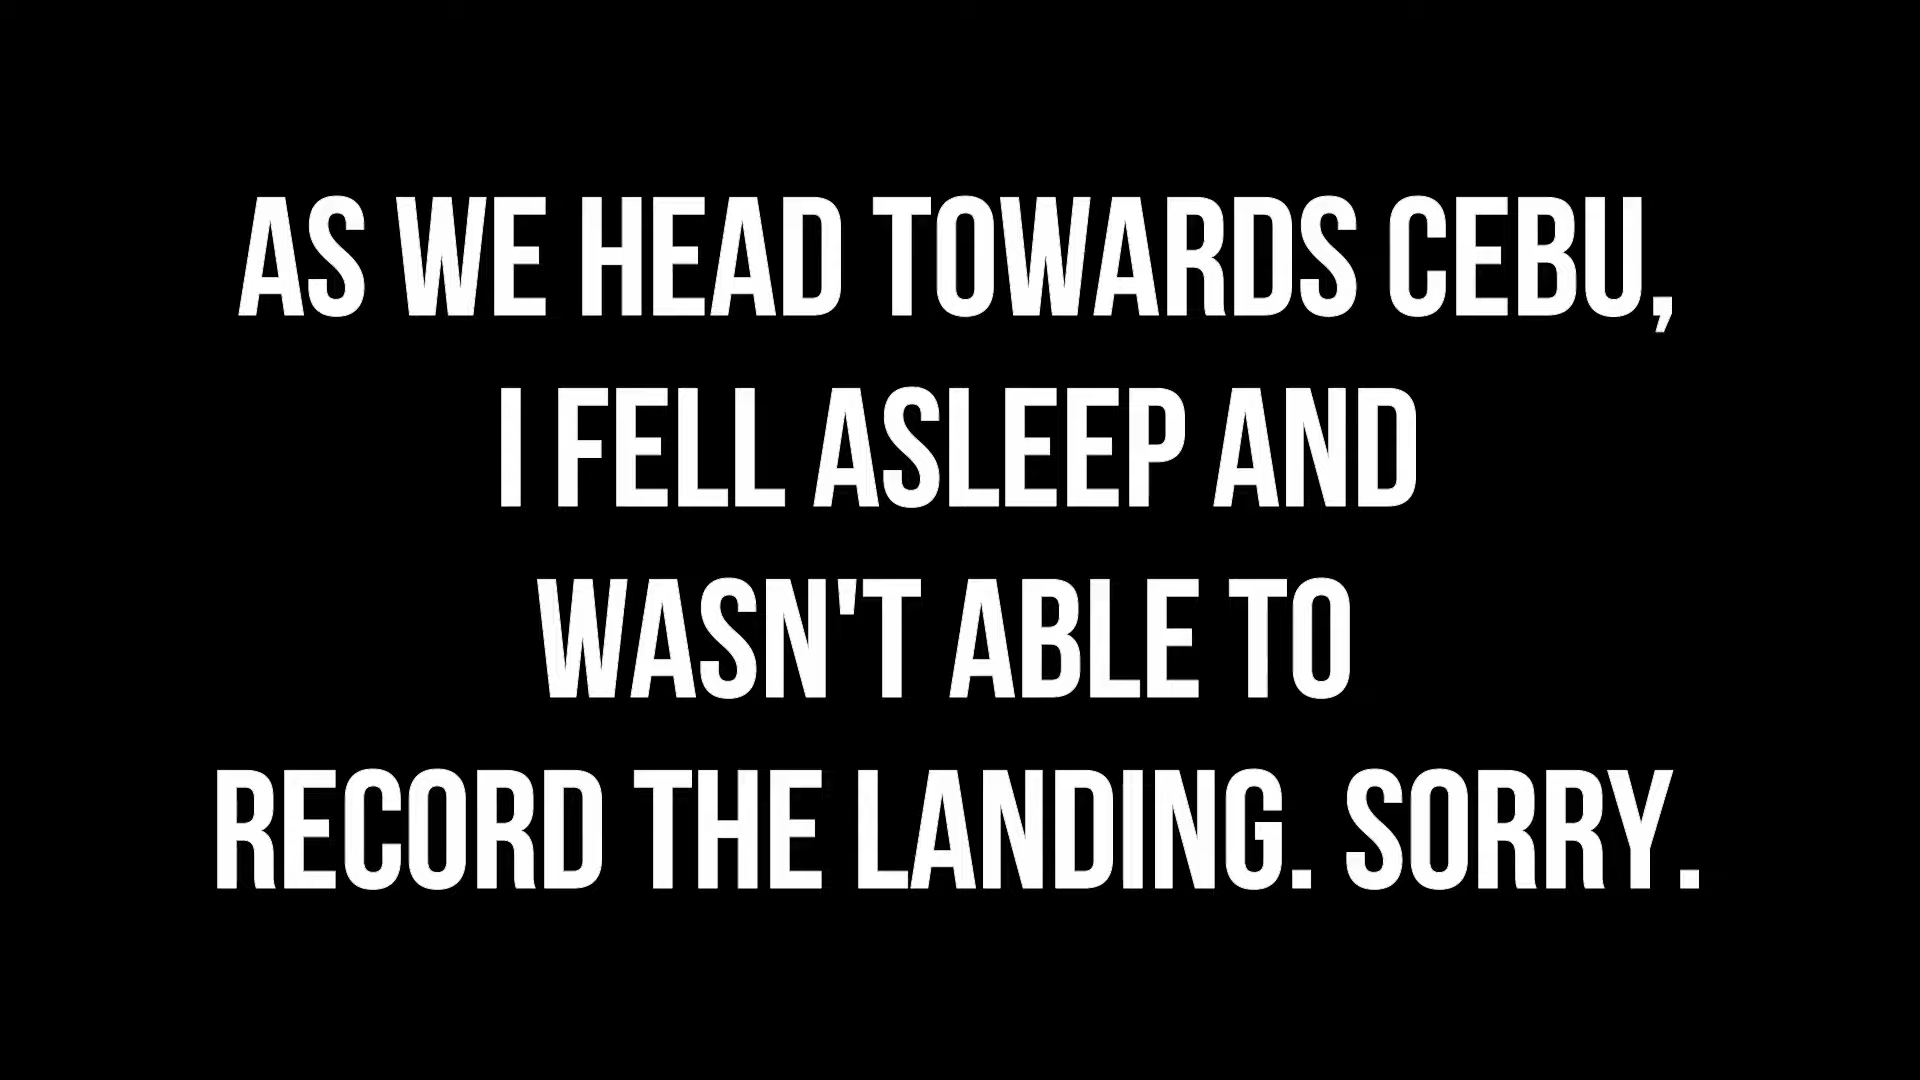 AS WE HEAD TOWARDS CEBU,
I FELL ASLEEP AND
WASN'T ABLE TO
RECORD THE LANDING. SORRY.